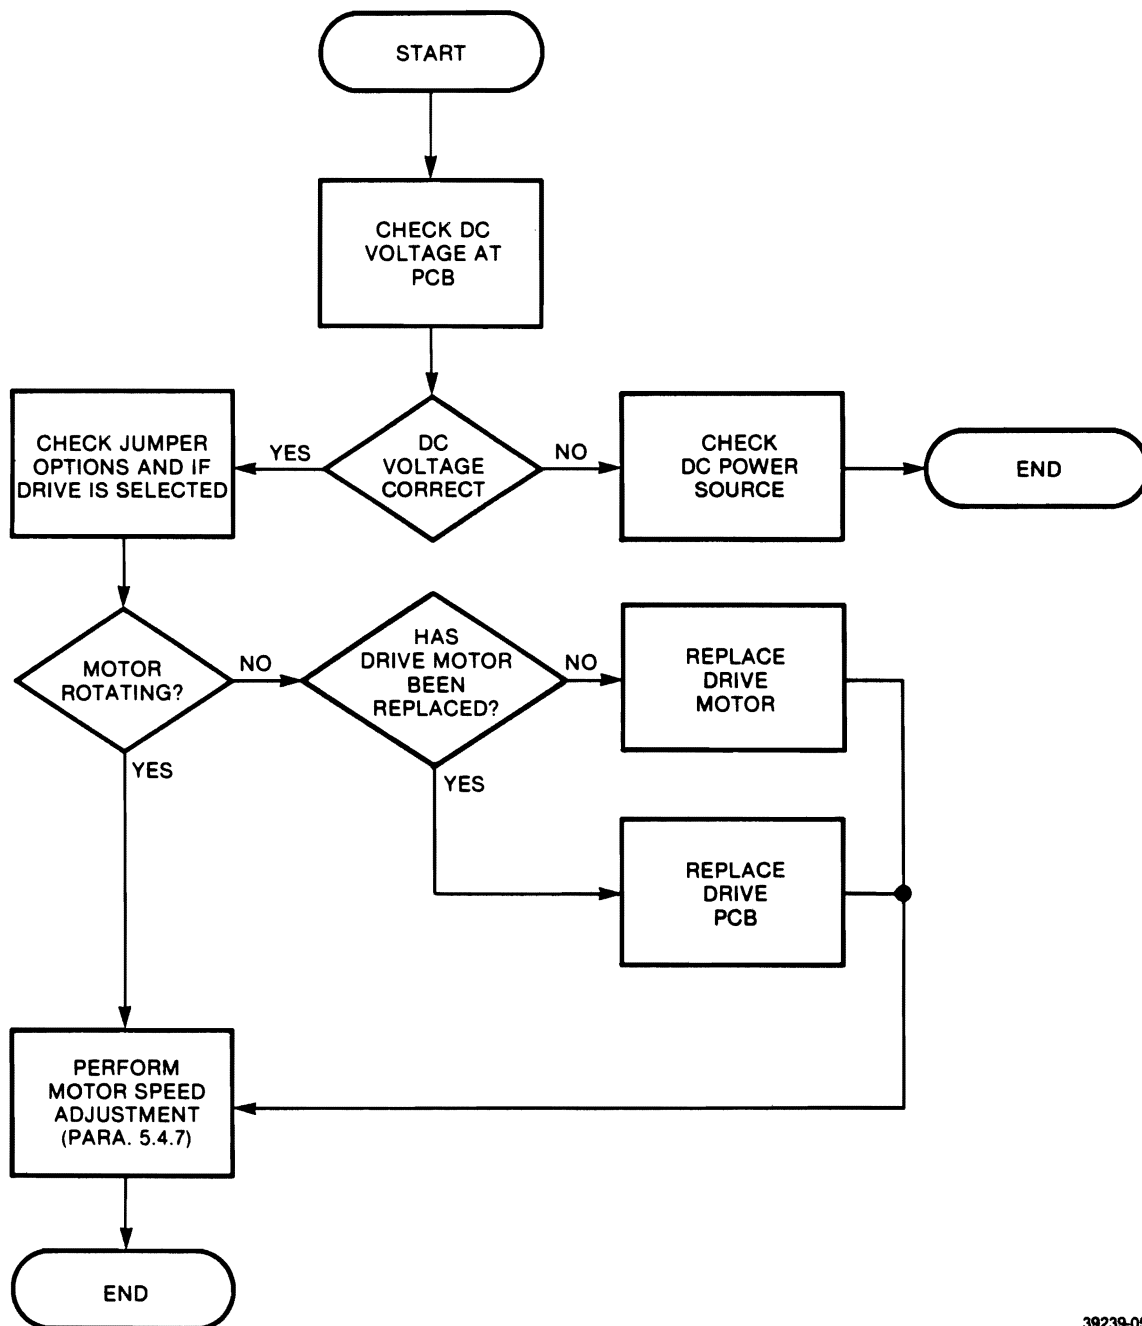 START
CHECK DC
VOLTAGE AT
PCB
CHECK JUMPER
OPTIONS AND IF
DRIVE IS SELECTED
YES
DC
VOLTAGE
CORRECT
NO
CHECK
DC POWER
SOURCE
END
MOTOR
ROTATING?
NO
YES
HAS
DRIVE MOTOR
BEEN
REPLACED?
NO
YES
REPLACE
DRIVE
MOTOR
REPLACE
DRIVE
PCB
PERFORM
MOTOR SPEED
ADJUSTMENT
(PARA. 5.4.7)
END